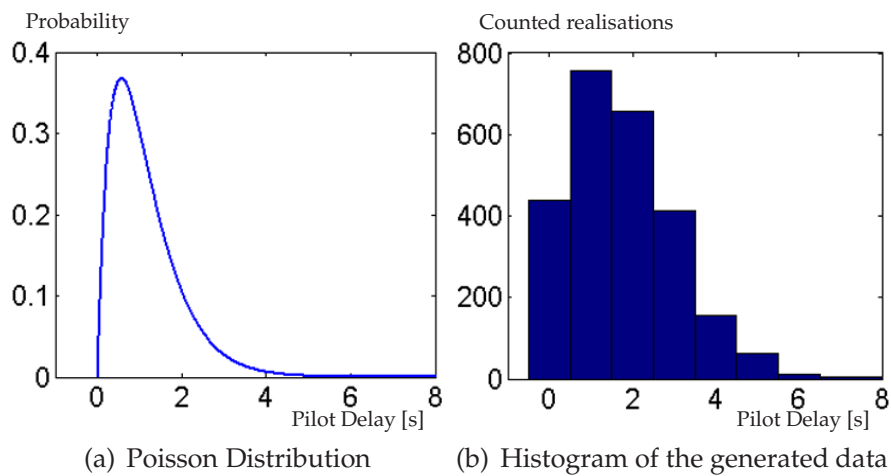 Probability
0.4
0.3
0.2
0.1
0
0 2 4 6 8
Pilot Delay [s]
(a) Poisson Distribution
Counted realisations
800
600
400
200
0
0 2 4 6 8
Pilot Delay [s]
(b) Histogram of the generated data